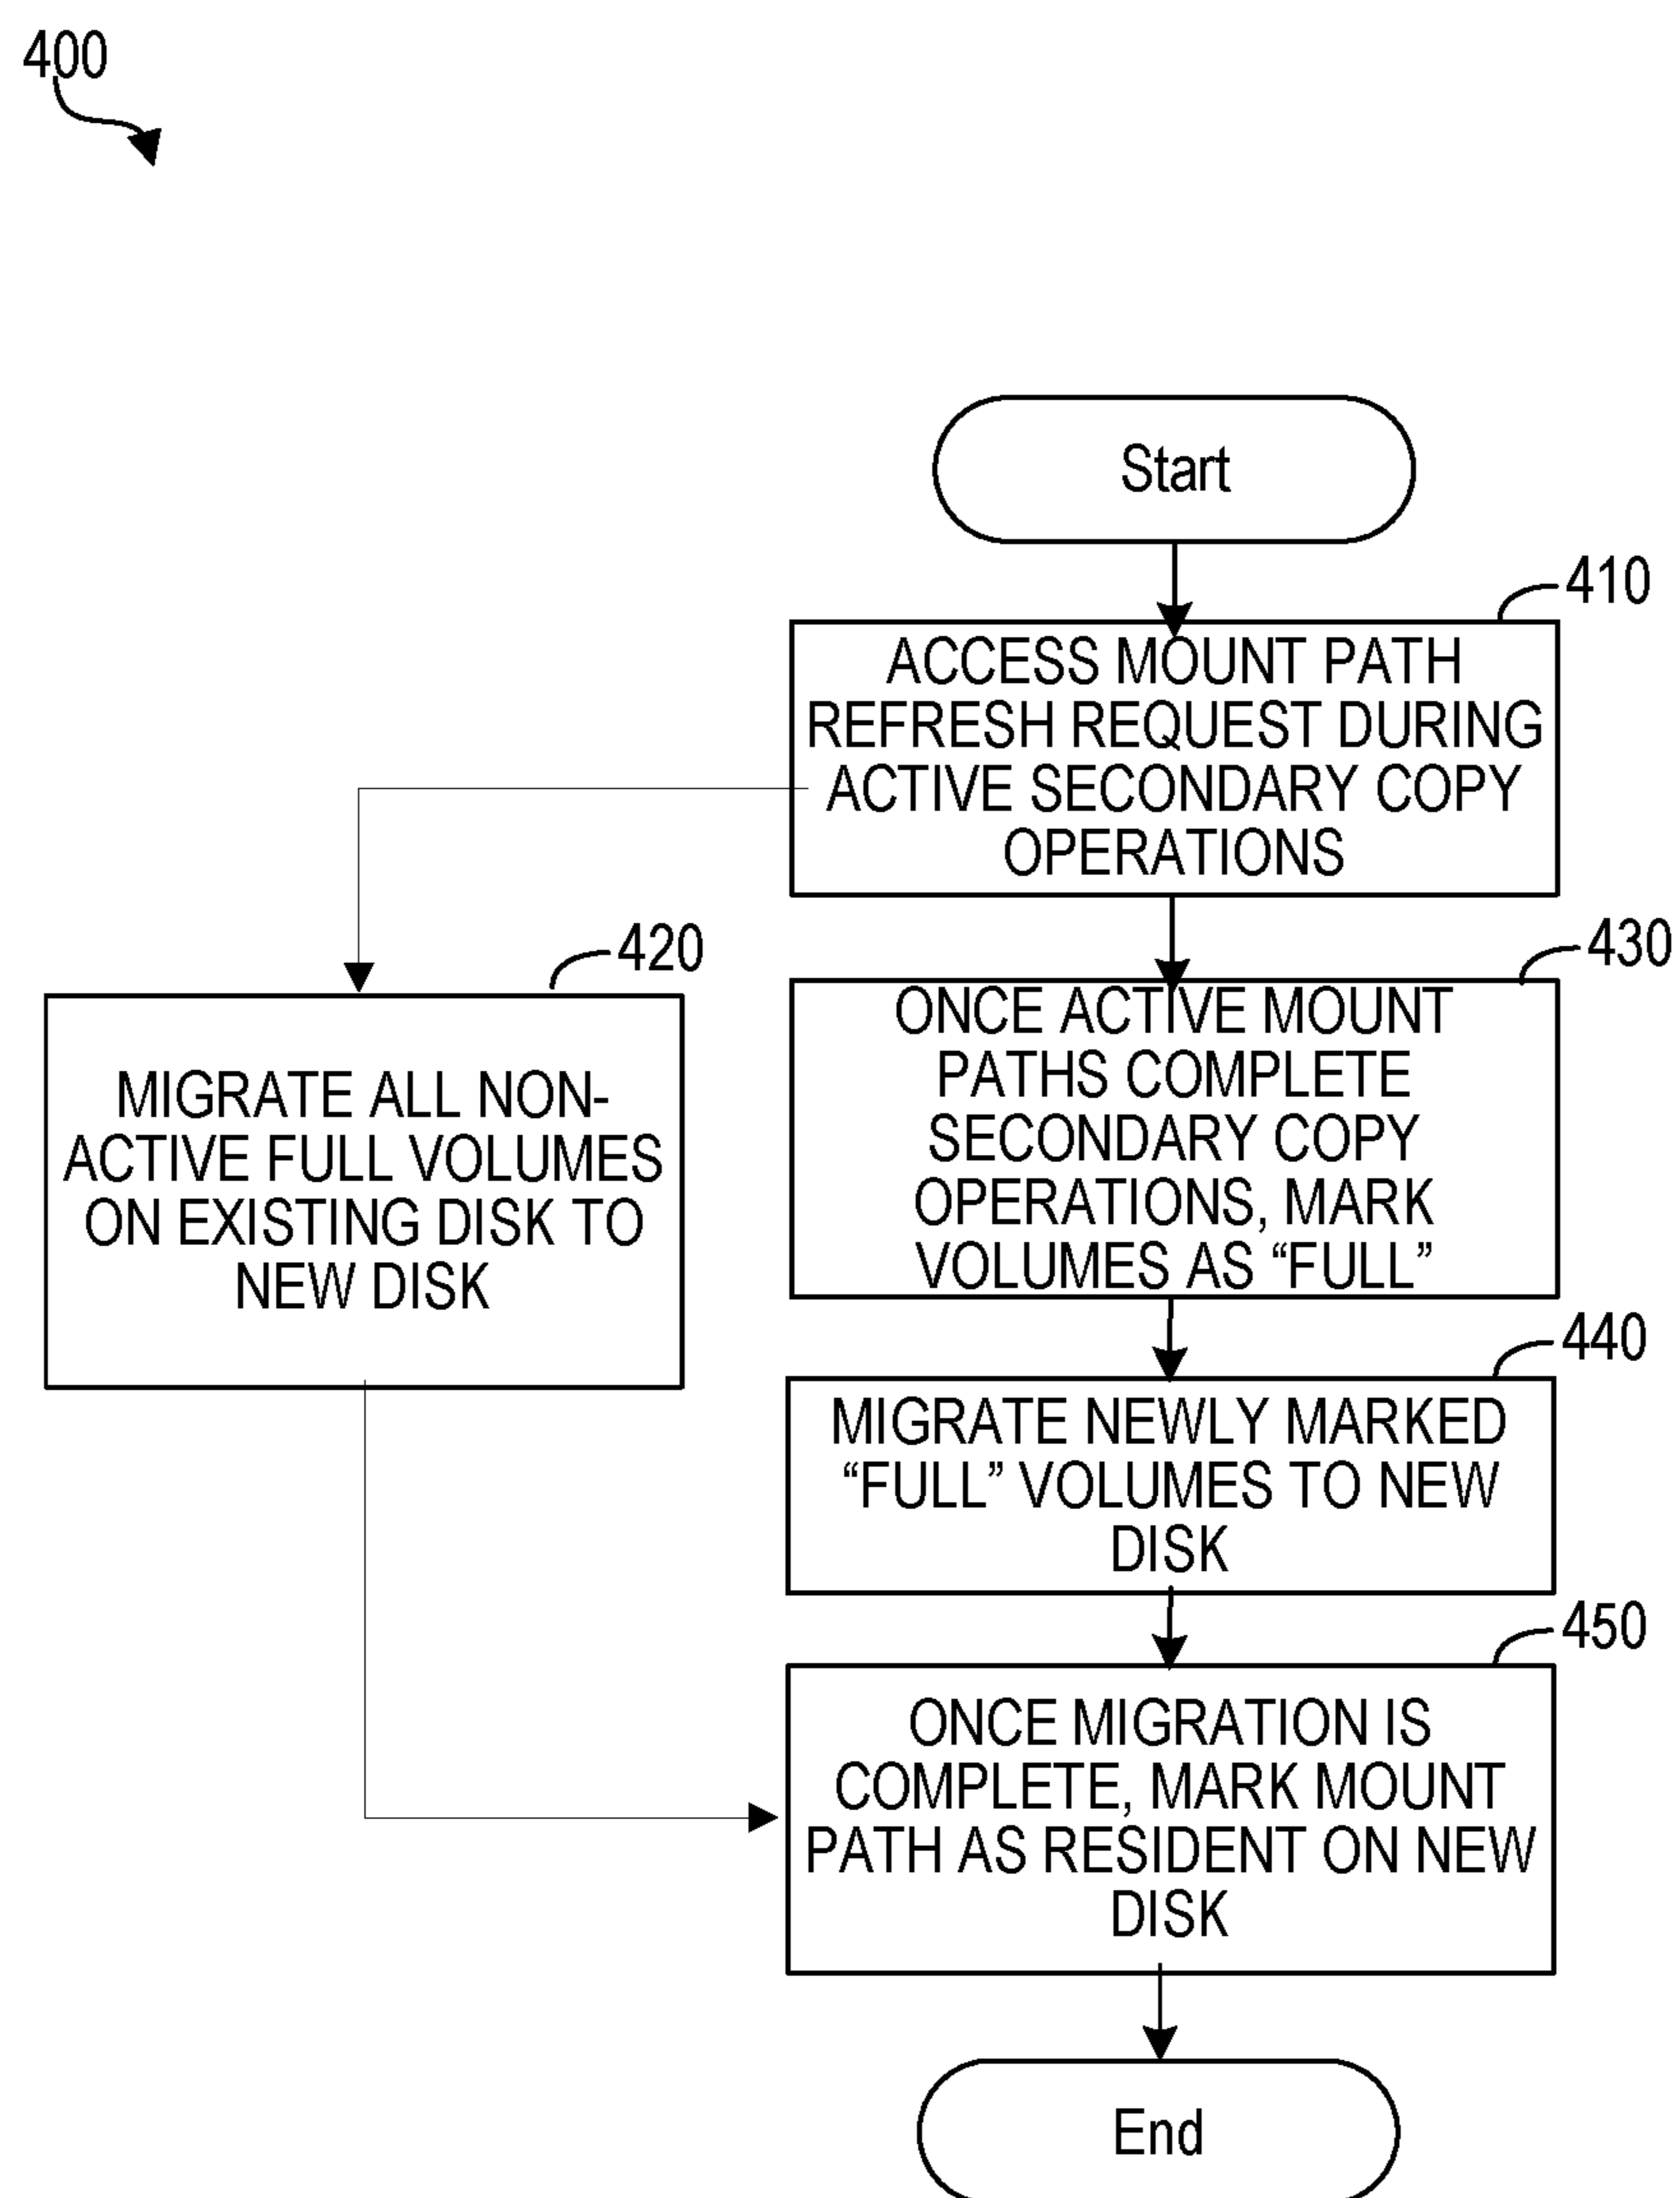 400
Start
410
ACCESS MOUNT PATH
REFRESH REQUEST DURING
ACTIVE SECONDARY COPY
OPERATIONS
420
MIGRATE ALL NON-
ACTIVE FULL VOLUMES
ON EXISTING DISK TO
NEW DISK
430
ONCE ACTIVE MOUNT
PATHS COMPLETE
SECONDARY COPY
OPERATIONS, MARK
VOLUMES AS “FULL”
440
MIGRATE NEWLY MARKED
“FULL” VOLUMES TO NEW
DISK
450
ONCE MIGRATION IS
COMPLETE, MARK MOUNT
PATH AS RESIDENT ON NEW
DISK
End